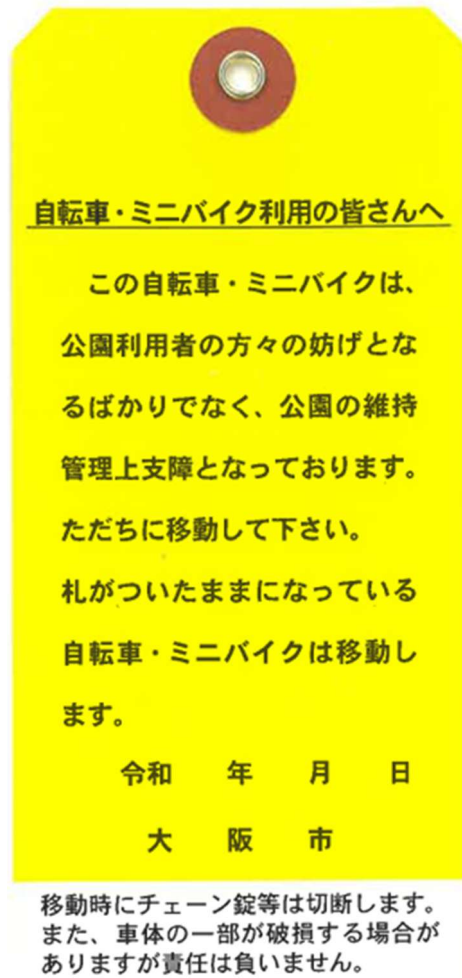 自転車・ミニバイク利用の皆さんへ
この自転車・ミニバイクは、
公園利用者の方々の妨げとな
るばかりでなく、公園の維持
管理上支障となっております。
ただちに移動して下さい。
札がついたままになっている
自転車・ミニバイクは移動し
ます。
令和　年　月　日
大　阪　市
移動時にチェーン錠等は切断します。
また、車体の一部が破損する場合が
ありますが責任は負いません。